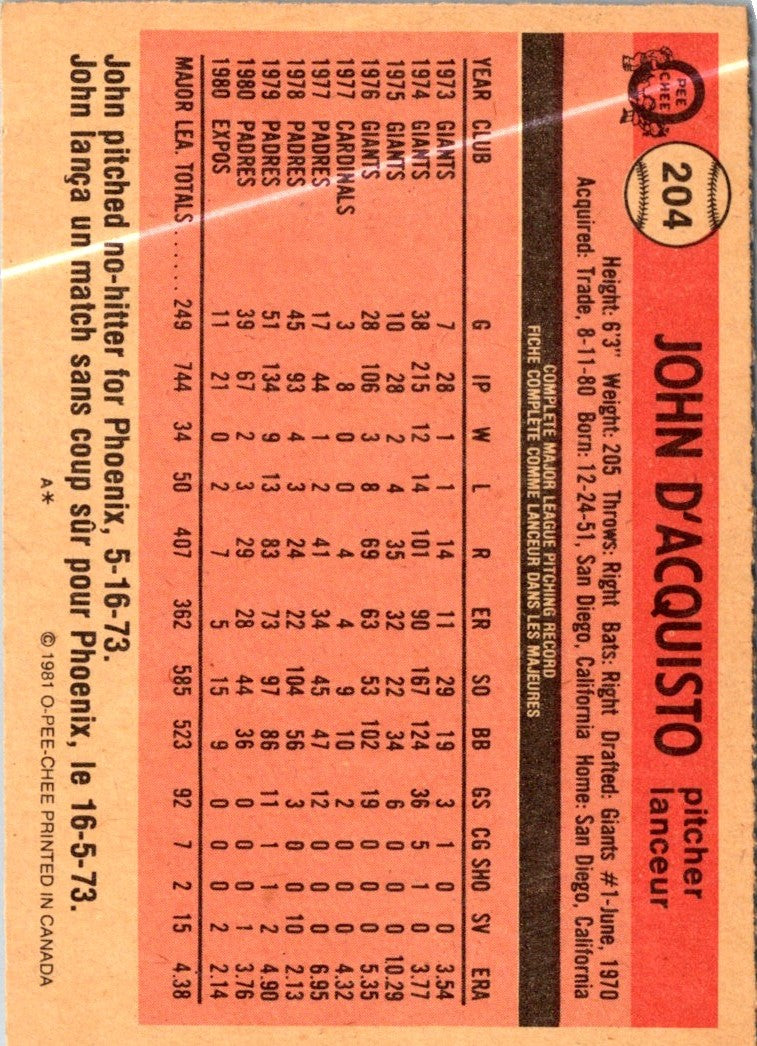 O
PEE
CHEE
204
JOHN D'ACQUISTO
pitcher
lanceur
Height: 6'3" Weight: 205 Throws: Right Bats: Right Drafted: Giants #1-June, 1970
Acquired: Trade, 8-11-80 Born: 12-24-51, San Diego, California Home: San Diego, California
COMPLETE MAJOR LEAGUE PITCHING RECORD
FICHE COMPLETE COMME LANCEUR DANS LES MAJEURES
YEAR CLUB G IP W L R ER SO BB GS CG SHO SV ERA
1973 GIANTS 7 28 1 1 14 11 29 19 3 1 0 0 3.54
1974 GIANTS 38 215 12 14 101 90 167 124 36 5 1 0 3.77
1975 GIANTS 10 28 2 4 35 32 22 34 6 0 0 0 10.29
1976 GIANTS 28 106 3 8 69 63 53 102 19 0 0 0 5.35
1977 CARDINALS 3 8 0 0 4 4 9 10 2 0 0 0 4.32
1977 PADRES 17 44 1 2 41 34 45 47 12 0 0 0 6.95
1978 PADRES 45 93 4 3 24 22 104 56 3 0 0 10 2.13
1979 PADRES 51 134 9 13 83 73 97 86 11 1 1 2 4.90
1980 PADRES 39 67 2 3 29 28 44 36 0 0 0 1 3.76
1980 EXPOS 11 21 0 2 7 5 15 9 0 0 0 2 2.14
MAJOR LEA. TOTALS ...... 249 744 34 50 407 362 585 523 92 7 2 15 4.38
John pitched no-hitter for Phoenix, 5-16-73.
John lança un match sans coup sûr pour Phoenix, le 16-5-73.
A* © 1981 O-PEE-CHEE PRINTED IN CANADA